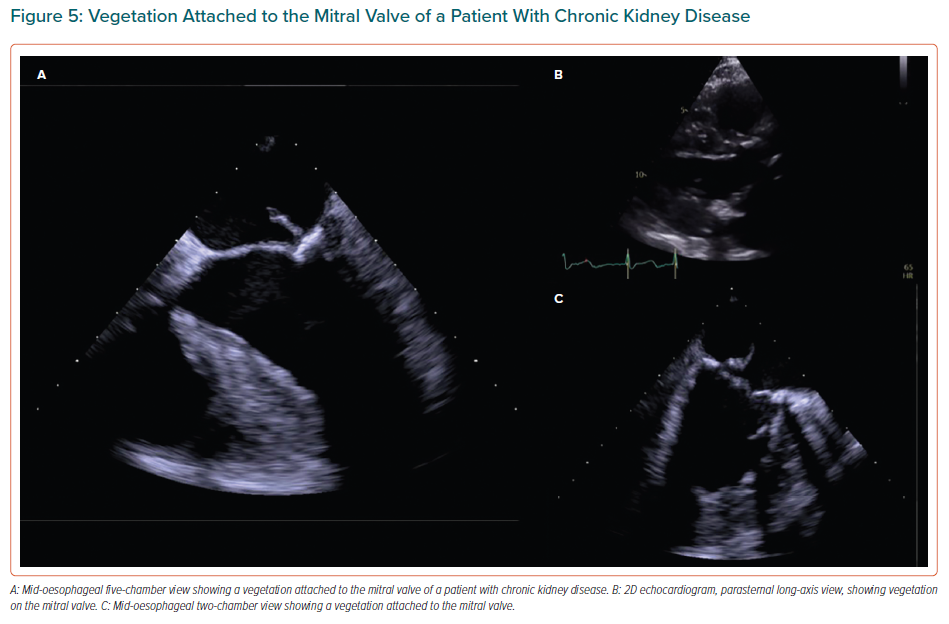 Figure 5: Vegetation Attached to the Mitral Valve of a Patient With Chronic Kidney Disease
A
B
5
10
65
HR
C
A: Mid-oesophageal five-chamber view showing a vegetation attached to the mitral valve of a patient with chronic kidney disease. B: 2D echocardiogram, parasternal long-axis view, showing vegetation
on the mitral valve. C: Mid-oesophageal two-chamber view showing a vegetation attached to the mitral valve.